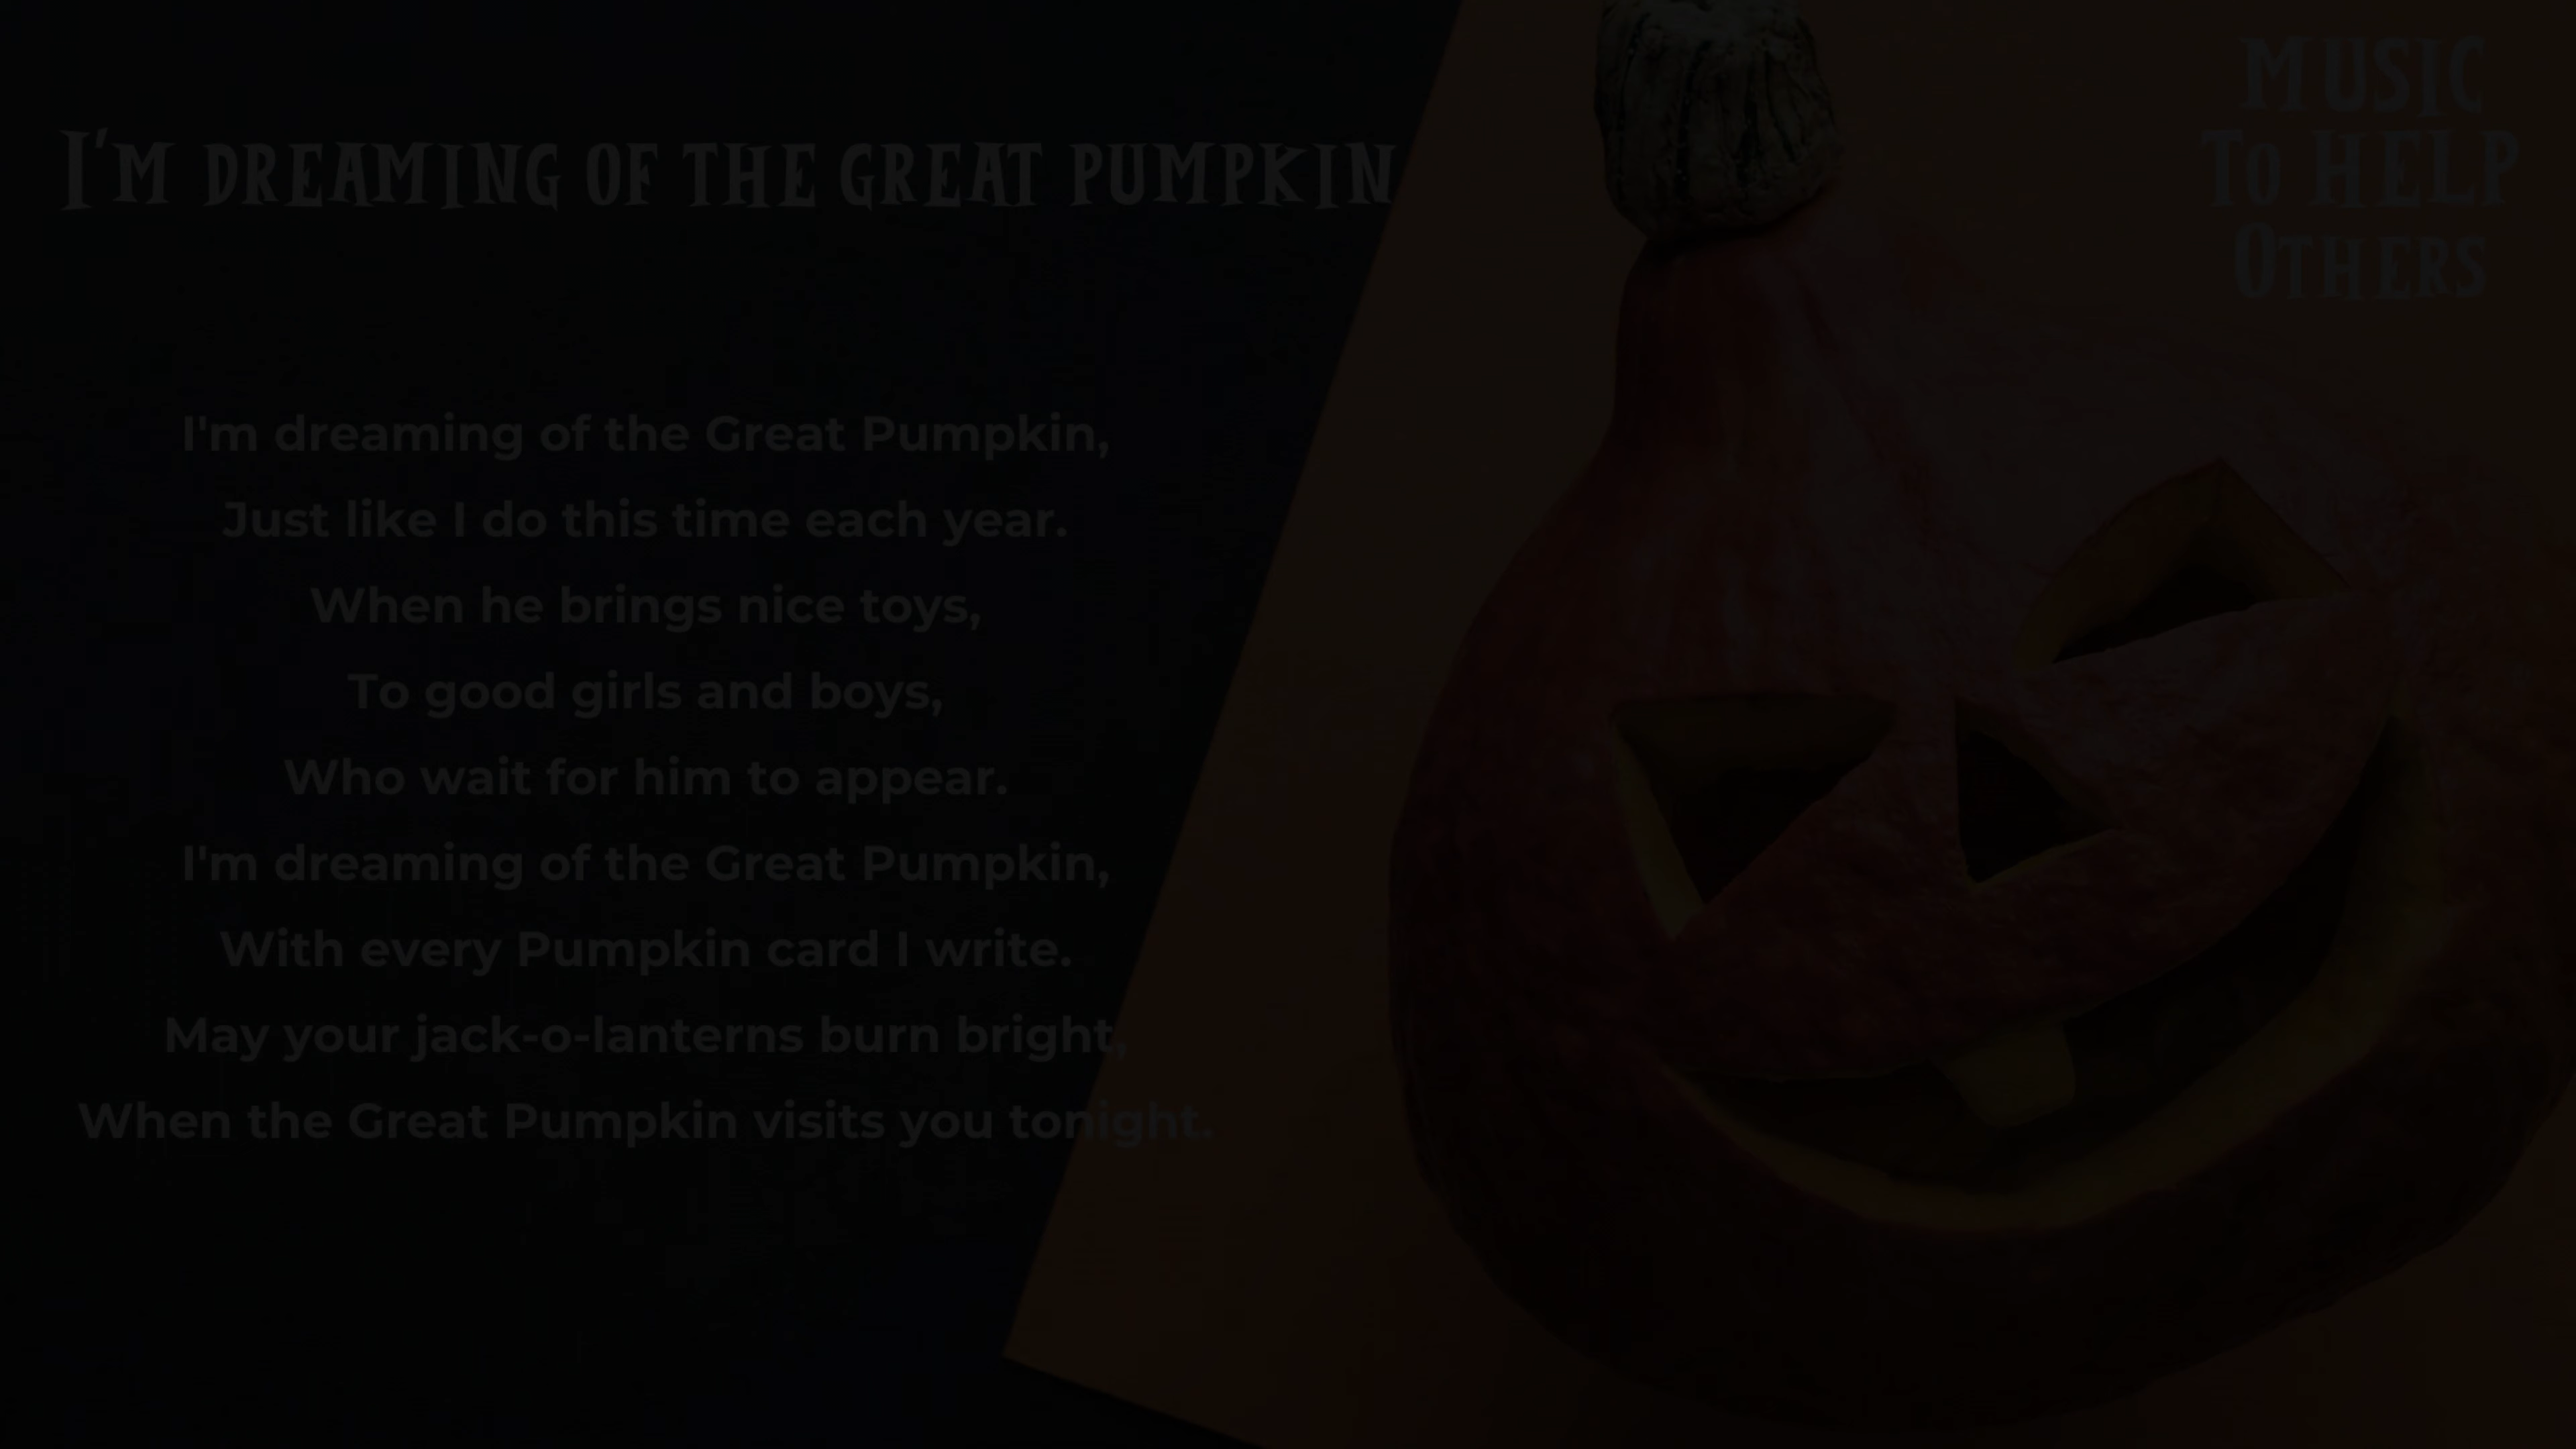 I'M DREAMING OF THE GREAT PUMPKIN
MUSIC
TO HELP
OTHERS
I'm dreaming of the Great Pumpkin,
Just like I do this time each year.
When he brings nice toys,
To good girls and boys,
Who wait for him to appear.
I'm dreaming of the Great Pumpkin,
With every Pumpkin card I write.
May your jack-o-lanterns burn bright,
When the Great Pumpkin visits you tonight.